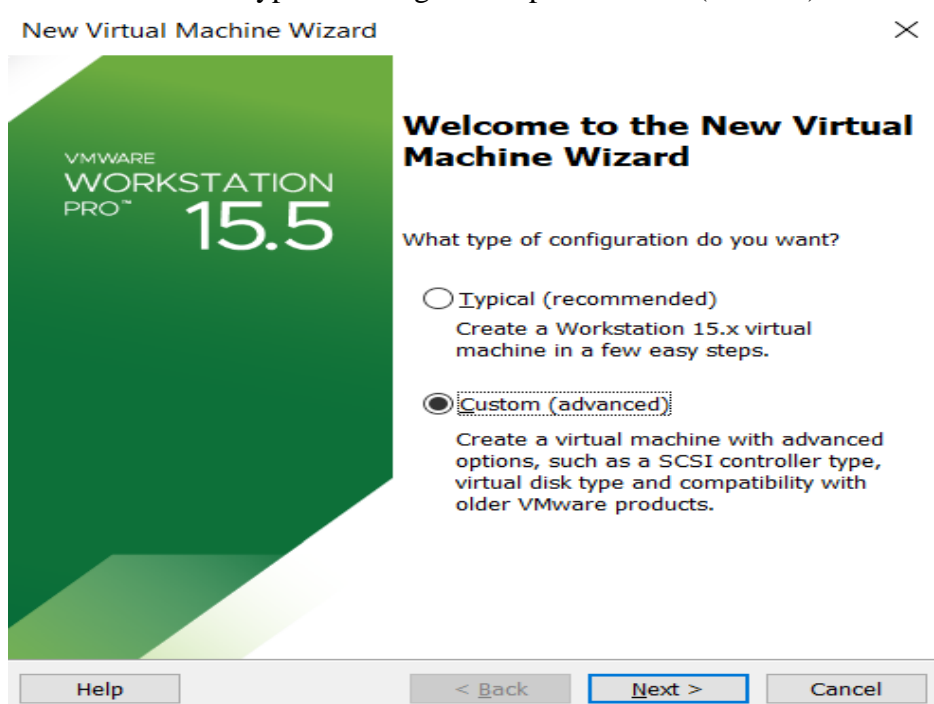 New Virtual Machine Wizard
VMWARE
WORKSTATION
PRO™ 15.5
Welcome to the New Virtual
Machine Wizard
What type of configuration do you want?
Typical (recommended)
Create a Workstation 15.x virtual
machine in a few easy steps.
Custom (advanced)
Create a virtual machine with advanced
options, such as a SCSI controller type,
virtual disk type and compatibility with
older VMware products.
Help < Back Next > Cancel